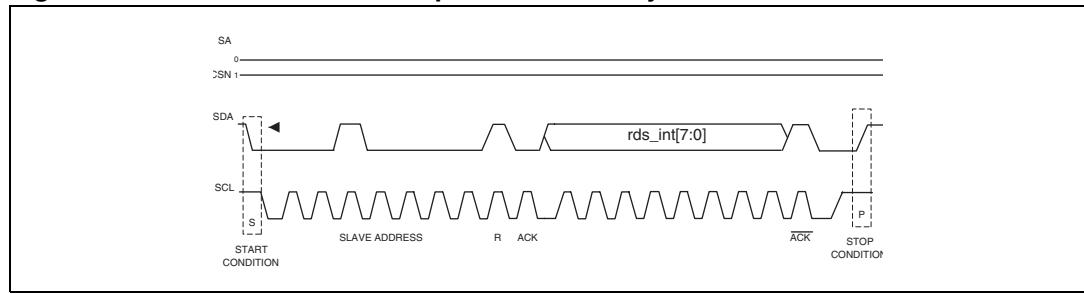 SA
0
CSN 1
SDA
rds_int[7:0]
SCL
S
P
SLAVE ADDRESS
R
ACK
ACK
START
CONDITION
STOP
CONDITION